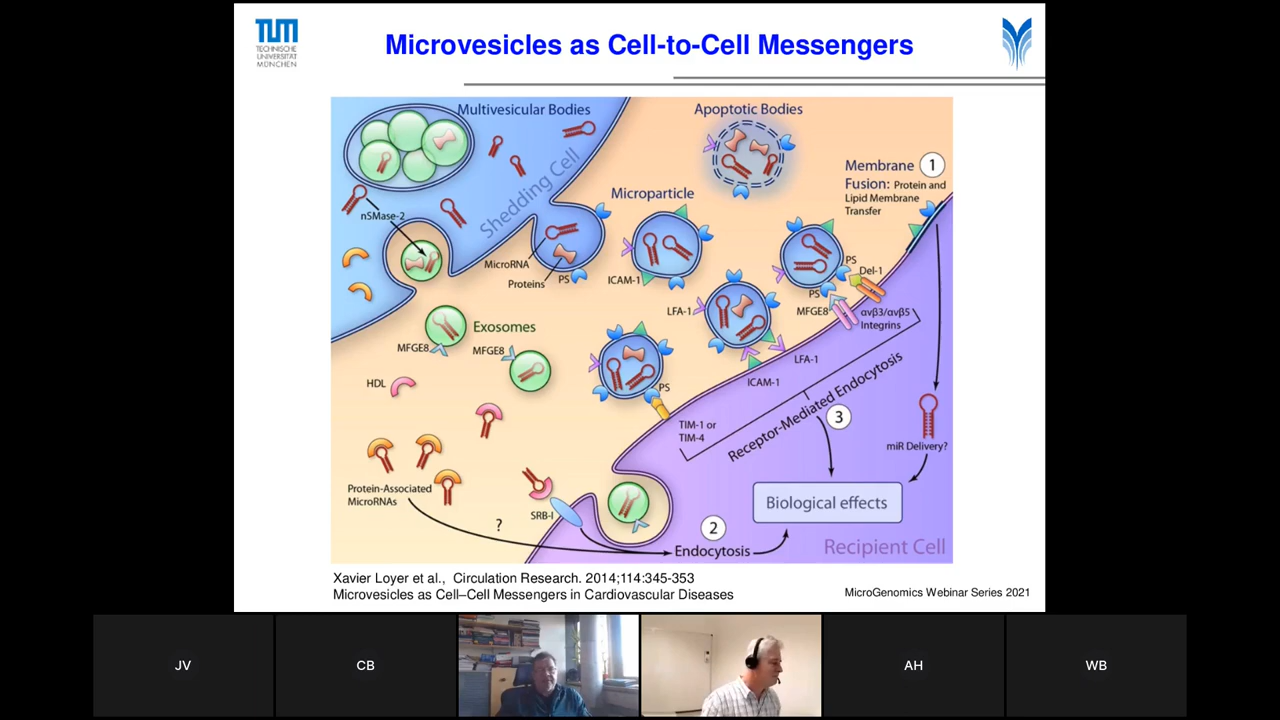 TUM
TECHNISCHE
UNIVERSITÄT
MÜNCHEN
Microvesicles as Cell-to-Cell Messengers
Multivesicular Bodies
Apoptotic Bodies
Shedding Cell
Membrane 1
Fusion: Protein and
Lipid Membrane
Transfer
nSMase-2
Microparticle
MicroRNA
Proteins
PS
ICAM-1
PS
Del-1
PS
MFGE8
αvβ3/αvβ5
Integrins
LFA-1
LFA-1
ICAM-1
Exosomes
MFGE8
MFGE8
HDL
PS
TIM-1 or
TIM-4
Receptor-Mediated Endocytosis
3
miR Delivery?
Protein-Associated
MicroRNAs
?
SRB-I
2
Endocytosis
Biological effects
Recipient Cell
Xavier Loyer et al., Circulation Research. 2014;114:345-353
Microvesicles as Cell–Cell Messengers in Cardiovascular Diseases
MicroGenomics Webinar Series 2021
JV
CB
AH
WB